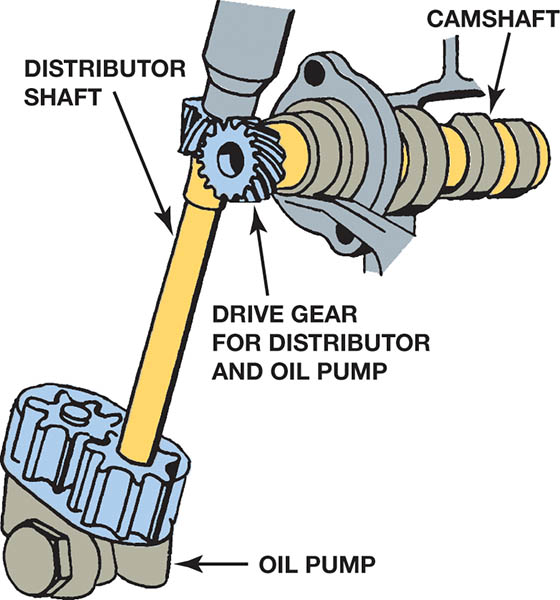 CAMSHAFT
DISTRIBUTOR
SHAFT
DRIVE GEAR
FOR DISTRIBUTOR
AND OIL PUMP
OIL PUMP